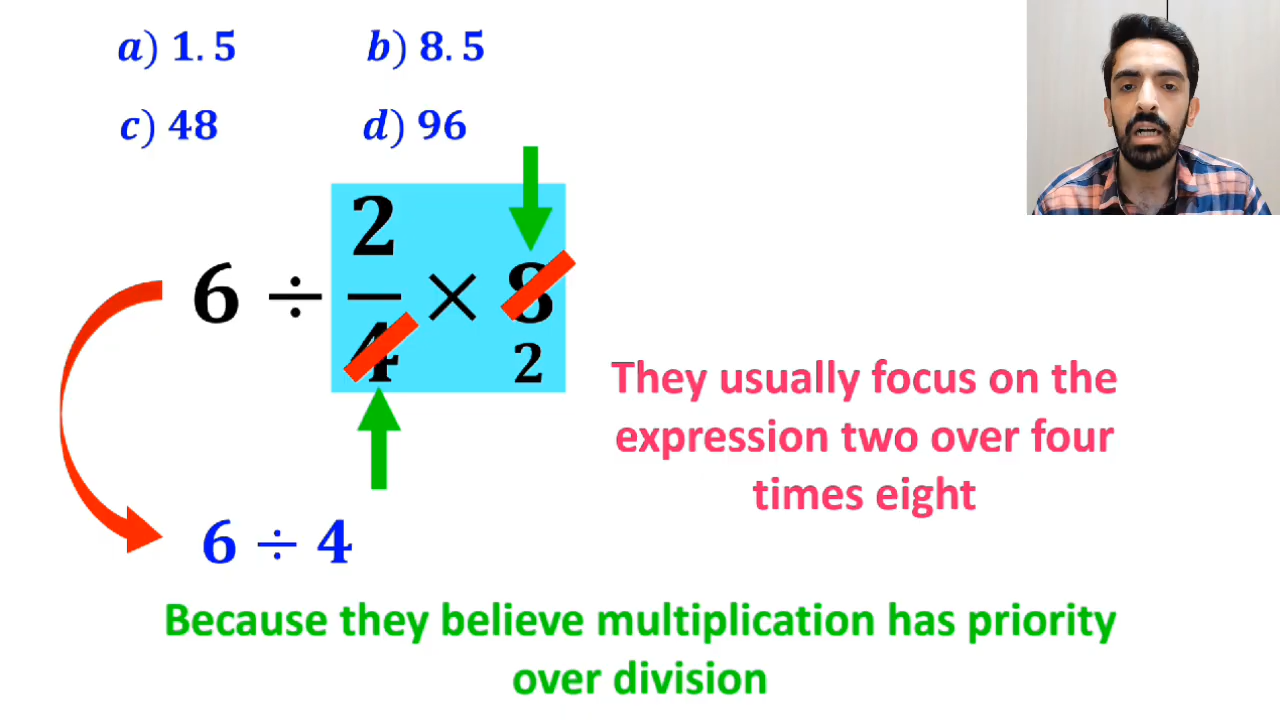 a) 1.5 b) 8.5
c) 48 d) 96
6 ÷ 2/4 × 8
2
They usually focus on the
expression two over four
times eight
6 ÷ 4
Because they believe multiplication has priority
over division